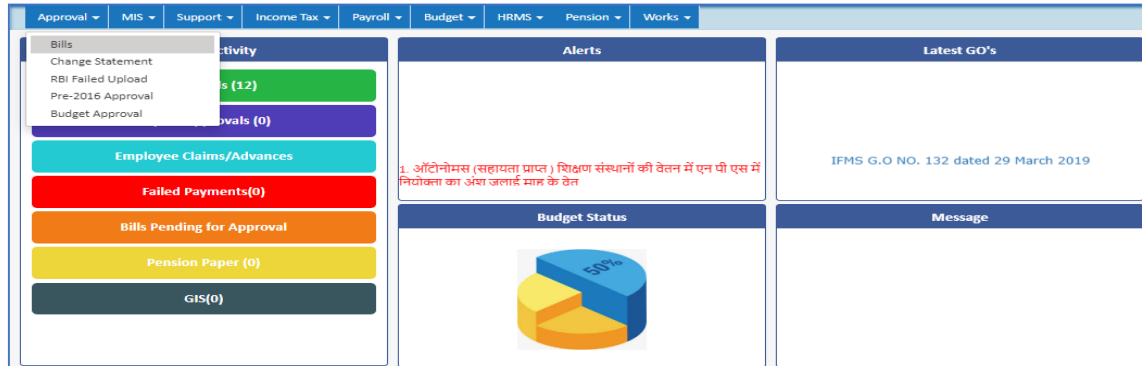 Approval MIS Support Income Tax Payroll Budget HRMS Pension Works
Bills
Change Statement
RBI Failed Upload
Pre-2016 Approval
Budget Approval
(12)
(0)
Employee Claims/Advances
Failed Payments(0)
Bills Pending for Approval
Pension Paper (0)
GIS(0)
Alerts
1. ऑटोनोमस (सहायता प्राप्त ) शिक्षण संस्थानों की वेतन में एन पी एस में
नियोक्ता का अंश जुलाई माह के वेत
Budget Status
50%
Latest GO's
IFMS G.O NO. 132 dated 29 March 2019
Message